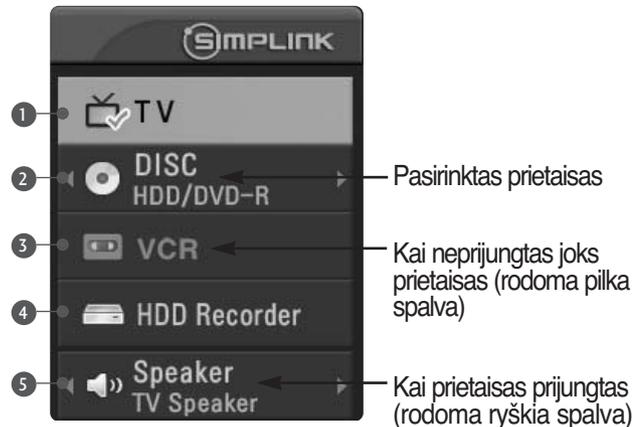 SIMPLINK
1 TV
2 DISC
HDD/DVD-R
Pasirinktas prietaisas
3 VCR
Kai neprijungtas joks
prietaisas (rodoma pilka
spalva)
4 HDD Recorder
5 Speaker
TV Speaker
Kai prietaisas prijungtas
(rodoma ryškia spalva)